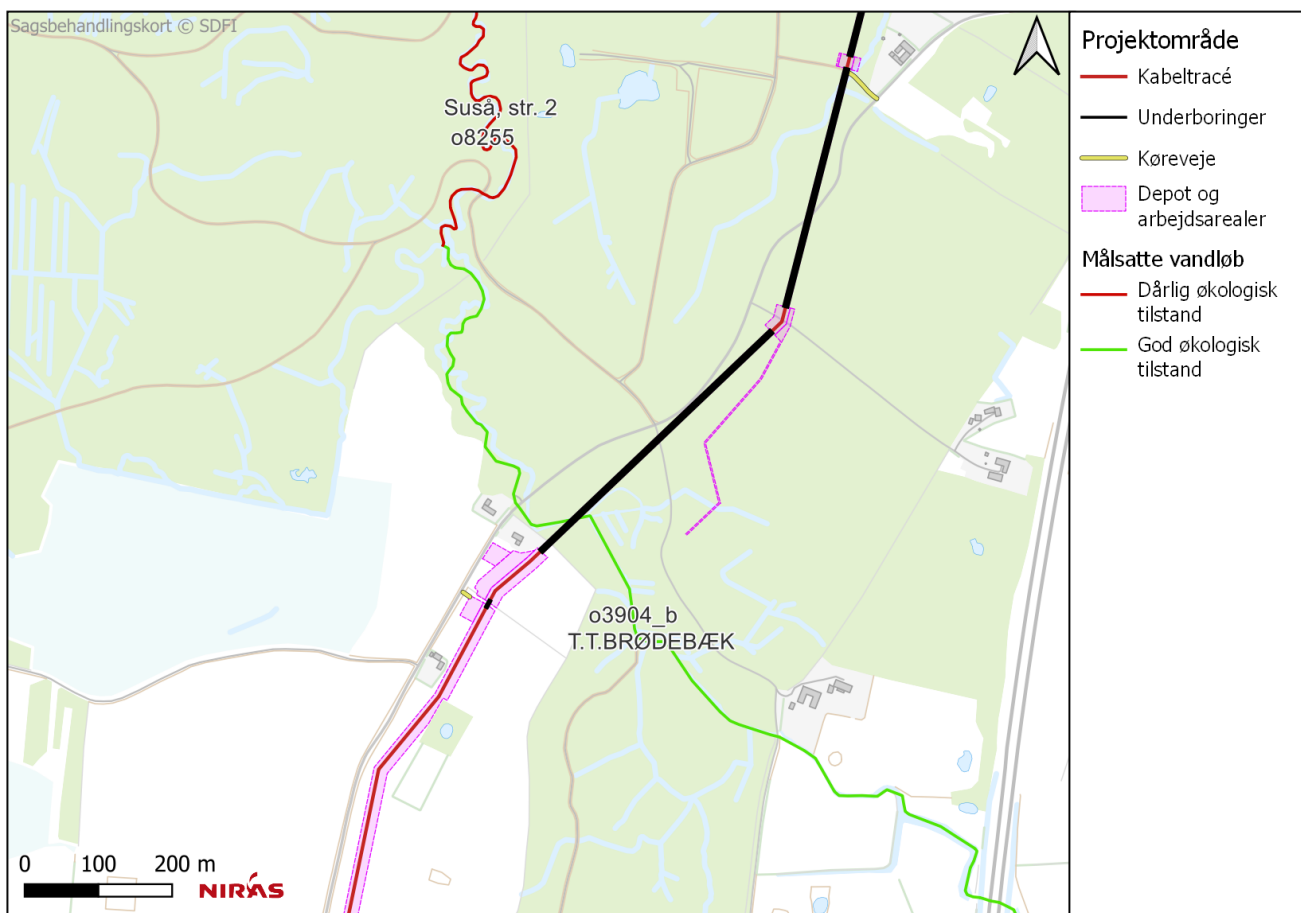 Sagsbehandlingskort © SDFI
Suså, str. 2
o8255
o3904_b
T.T.BRØDEBÆK
0 100 200 m
NIRAS
Projektområde
Kabeltracé
Underboringer
Køreveje
Depot og
arbejdsarealer
Målsatte vandløb
Dårlig økologisk
tilstand
God økologisk
tilstand